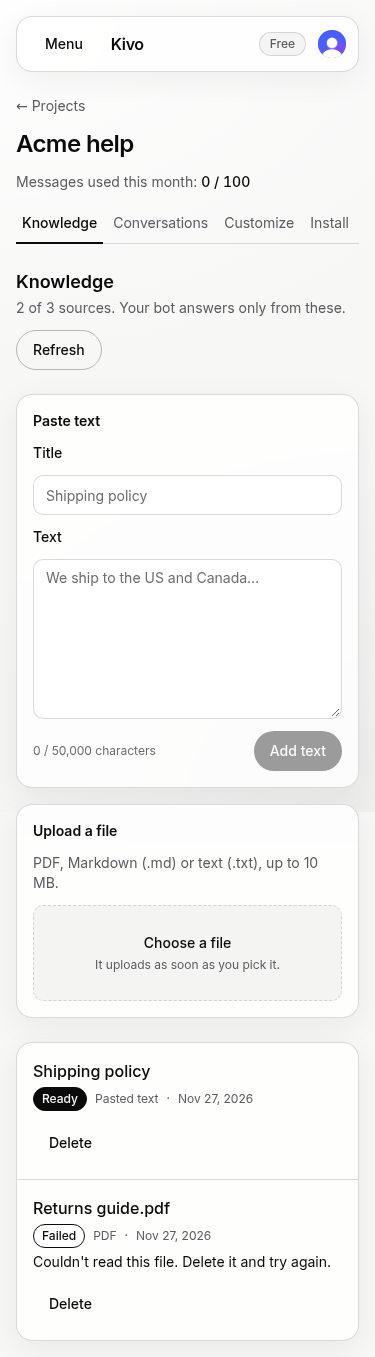 Menu Kivo Free
← Projects
Acme help
Messages used this month: 0 / 100
Knowledge Conversations Customize Install
Knowledge
2 of 3 sources. Your bot answers only from these.
Refresh
Paste text
Title
Shipping policy
Text
We ship to the US and Canada...
0 / 50,000 characters Add text
Upload a file
PDF, Markdown (.md) or text (.txt), up to 10
MB.
Choose a file
It uploads as soon as you pick it.
Shipping policy
Ready Pasted text · Nov 27, 2026
Delete
Returns guide.pdf
Failed PDF · Nov 27, 2026
Couldn't read this file. Delete it and try again.
Delete